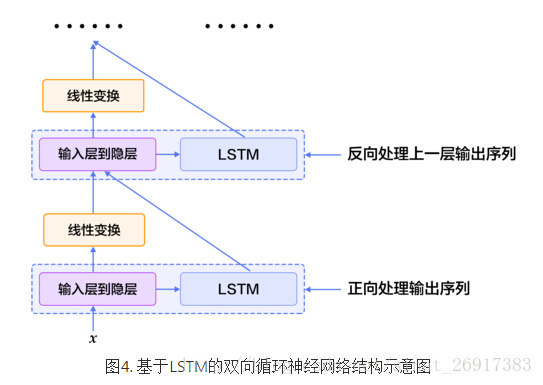 线性变换
输入层到隐层 LSTM 反向处理上一层输出序列
线性变换
输入层到隐层 LSTM 正向处理输出序列
x
图4. 基于LSTM的双向循环神经网络结构示意图
t_26917383